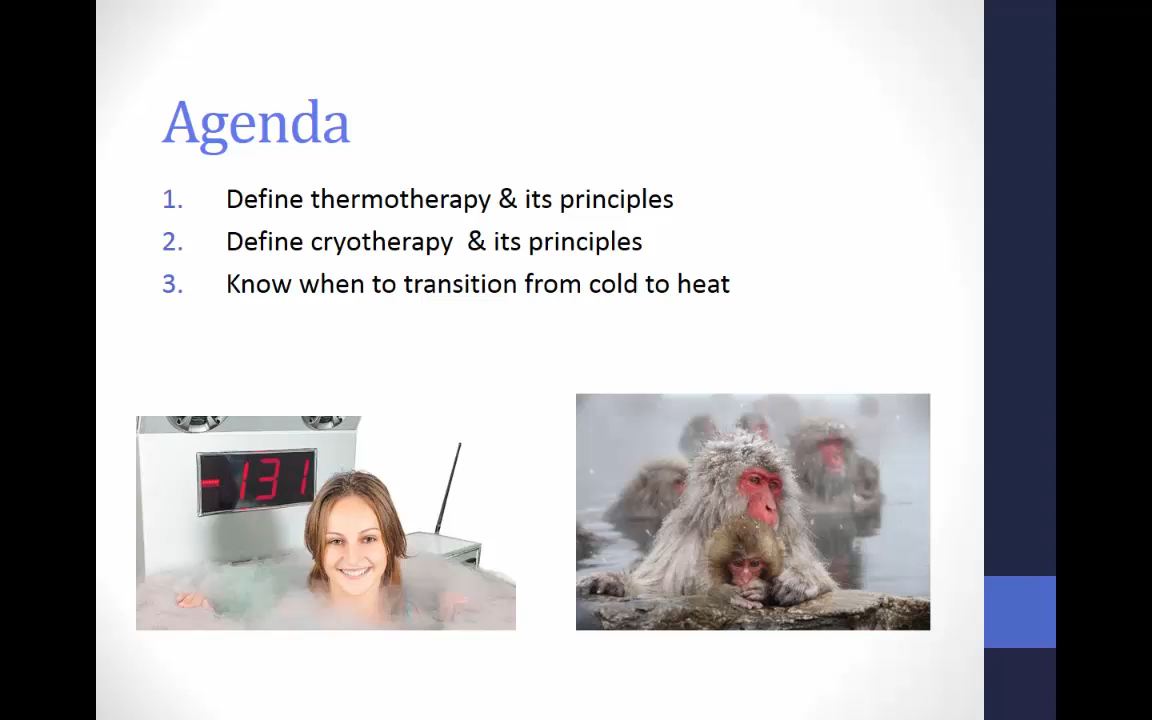 Agenda
1. Define thermotherapy & its principles
2. Define cryotherapy  & its principles
3. Know when to transition from cold to heat
-131